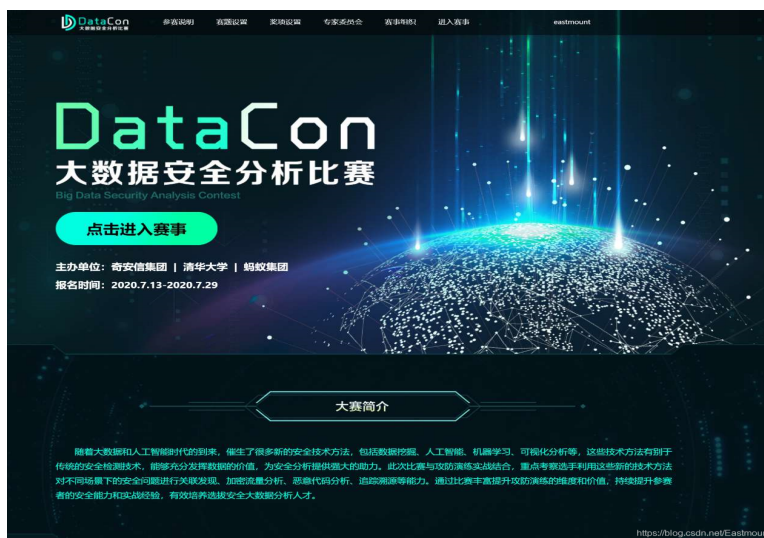 DataCon
大数据安全分析比赛
参赛说明 赛题设置 奖项设置 专家委员会 赛事组织 进入赛事 eastmount
DataCon
大数据安全分析比赛
Big Data Security Analysis Contest
点击进入赛事
主办单位：奇安信集团 | 清华大学 | 蚂蚁集团
报名时间：2020.7.13-2020.7.29
大赛简介
随着大数据和人工智能时代的到来，催生了很多新的安全技术方法，包括数据挖掘、人工智能、机器学习、可视化分析等，这些技术方法有别于
传统的安全检测技术，能够充分发挥数据的价值，为安全分析提供强大的助力。此次比赛与攻防演练实战结合，重点考察选手利用这些新的技术方法
对不同场景下的安全问题进行关联发现、加密流量分析、恶意代码分析、追踪溯源等能力。通过比赛丰富提升攻防演练的维度和价值，持续提升参赛
者的安全能力和实战经验，有效培养选拔安全大数据分析人才。
https://blog.csdn.net/Eastmount